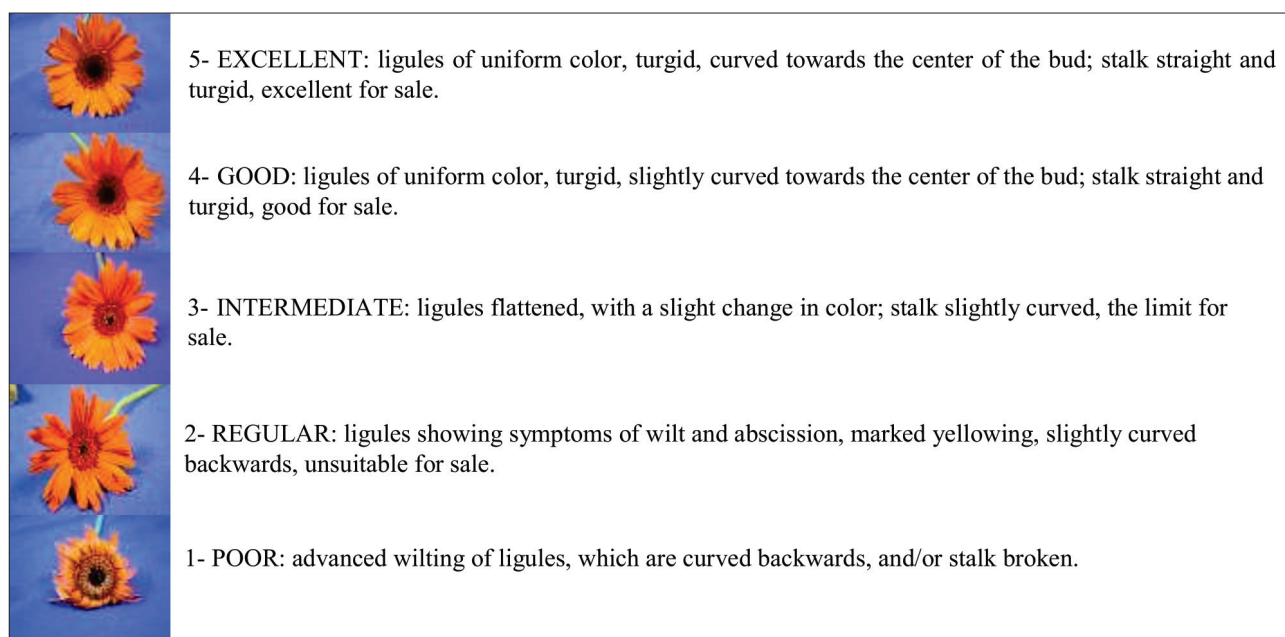 5- EXCELLENT: ligules of uniform color, turgid, curved towards the center of the bud; stalk straight and
turgid, excellent for sale.
4- GOOD: ligules of uniform color, turgid, slightly curved towards the center of the bud; stalk straight and
turgid, good for sale.
3- INTERMEDIATE: ligules flattened, with a slight change in color; stalk slightly curved, the limit for
sale.
2- REGULAR: ligules showing symptoms of wilt and abscission, marked yellowing, slightly curved
backwards, unsuitable for sale.
1- POOR: advanced wilting of ligules, which are curved backwards, and/or stalk broken.